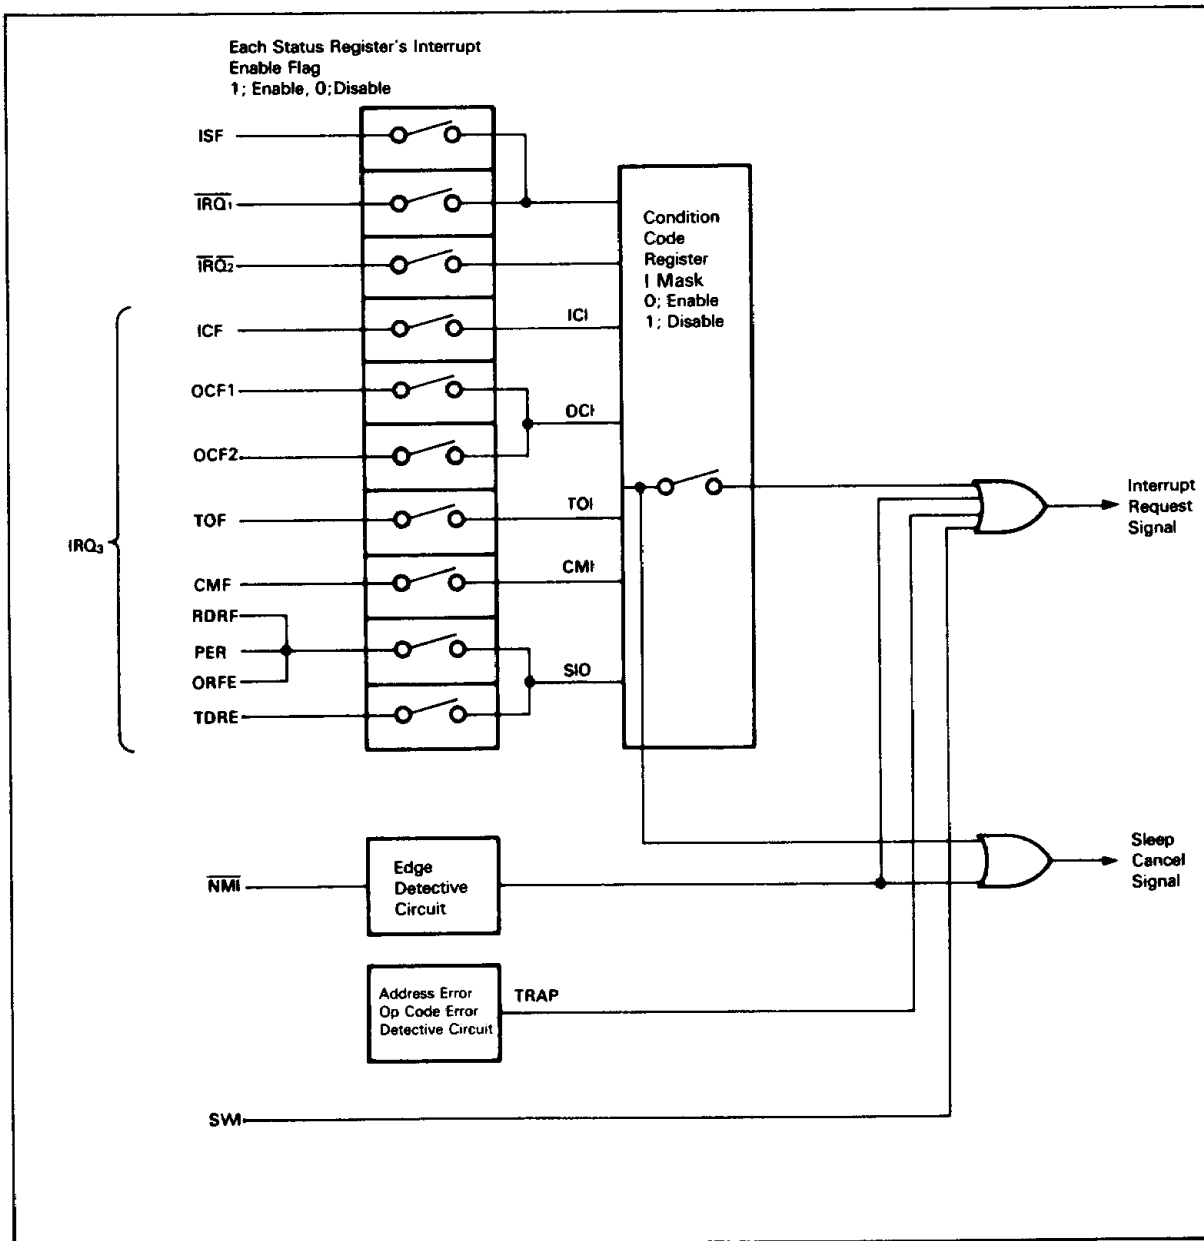 Each Status Register's Interrupt
Enable Flag
1; Enable, 0;Disable
ISF
IRQ1
IRQ2
ICF
OCF1
OCF2
TOF
CMF
RDRF
PER
ORFE
TDRE
IRQ3
ICI
OCI
TOI
CMI
SIO
Condition
Code
Register
I Mask
0; Enable
1; Disable
Interrupt
Request
Signal
Sleep
Cancel
Signal
NMI
Edge
Detective
Circuit
Address Error
Op Code Error
Detective Circuit
TRAP
SWI